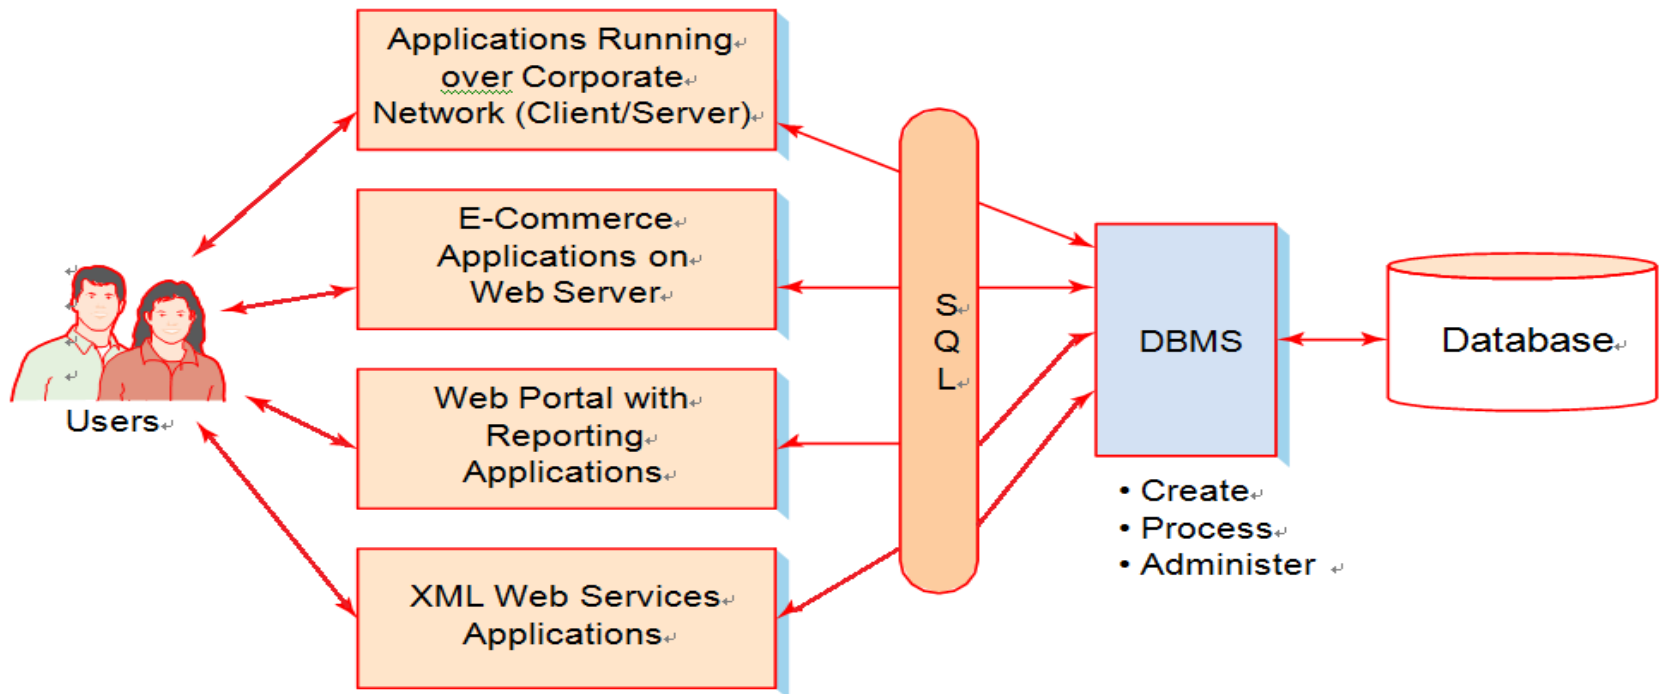 Applications Running
over Corporate
Network (Client/Server)
E-Commerce
Applications on
Web Server
Web Portal with
Reporting
Applications
XML Web Services
Applications
Users
S
Q
L
DBMS
• Create
• Process
• Administer
Database